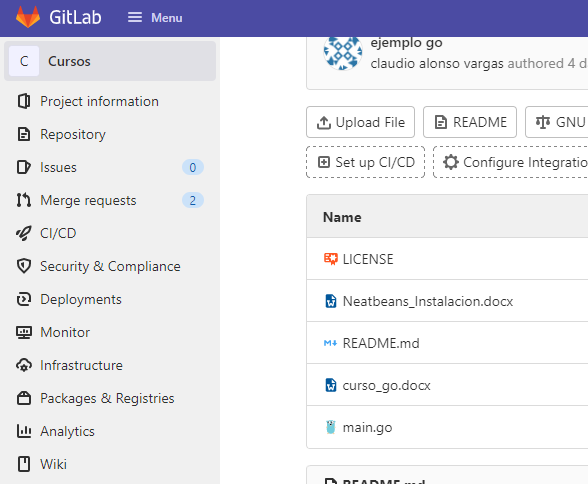 GitLab
Menu
C Cursos
Project information
Repository
Issues 0
Merge requests 2
CI/CD
Security & Compliance
Deployments
Monitor
Infrastructure
Packages & Registries
Analytics
Wiki
ejemplo go
claudio alonso vargas authored 4 d
Upload File
README
GNU
Set up CI/CD
Configure Integratio
Name
LICENSE
Neatbeans_Instalacion.docx
README.md
curso_go.docx
main.go
README.md